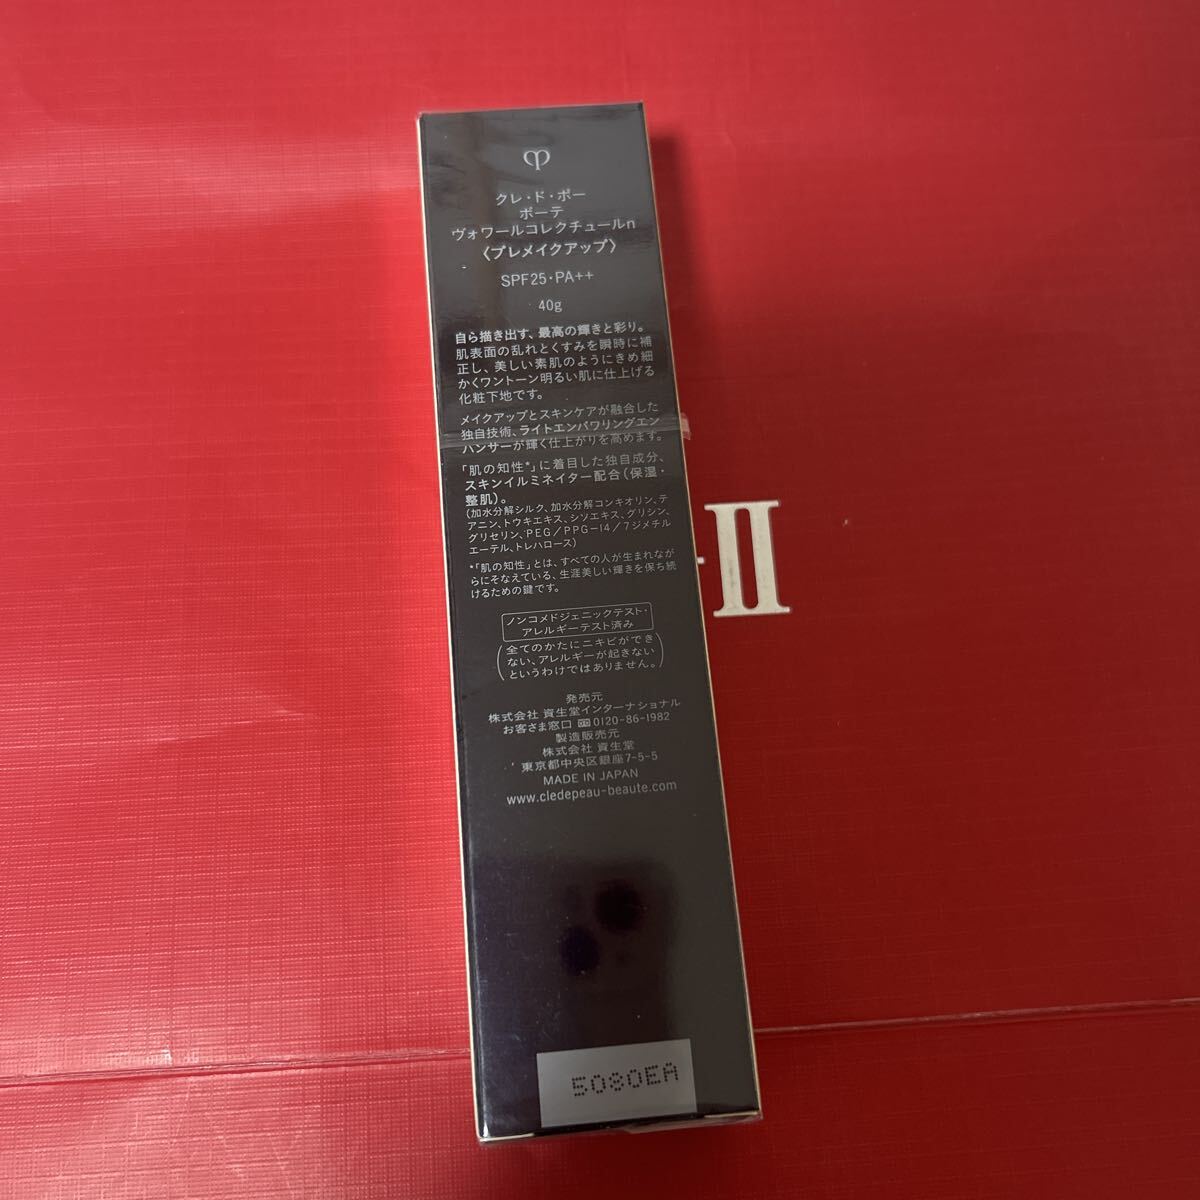 クレ・ド・ポー
ボーテ
ヴォワールコレクチュールn
〈プレメイクアップ〉
SPF25・PA++
40g
自ら描き出す、最高の輝きと彩り。
肌表面の乱れとくすみを瞬時に補
正し、美しい素肌のようにきめ細
かくワントーン明るい肌に仕上げる
化粧下地です。
メイクアップとスキンケアが融合した
独自技術、ライトエンパワリングエン
ハンサーが輝く仕上がりを高めます。
「肌の知性*」に着目した独自成分、
スキンイルミネイター配合(保湿・
整肌)。
(加水分解シルク、加水分解コンキオリン、テ
アニン、トウキエキス、シソエキス、グリシン、
グリセリン、PEG/PPG-14/7ジメチル
エーテル、トレハロース)
*「肌の知性」とは、すべての人が生まれなが
らにそなえている、生涯美しい輝きを保ち続
けるための鍵です。
ノンコメドジェニックテスト・
アレルギーテスト済み
(全てのかたにニキビができ
ない、アレルギーが起きない
というわけではありません。)
発売元
株式会社 資生堂インターナショナル
お客さま窓口 0120-86-1982
製造販売元
株式会社 資生堂
東京都中央区銀座7-5-5
MADE IN JAPAN
www.cledepeau-beaute.com
5080EA
-II